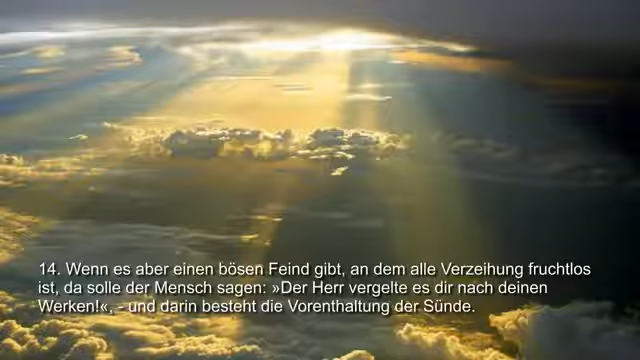 14. Wenn es aber einen bösen Feind gibt, an dem alle Verzeihung fruchtlos
ist, da solle der Mensch sagen: »Der Herr vergelte es dir nach deinen
Werken!«, - und darin besteht die Vorenthaltung der Sünde.